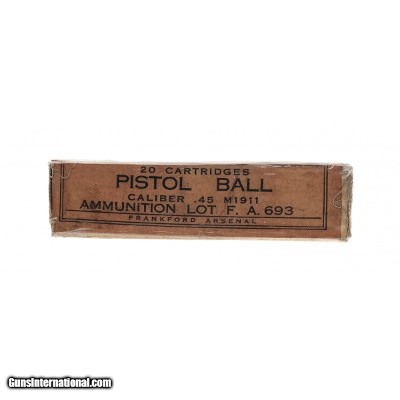 20 CARTRIDGES
PISTOL BALL
CALIBER .45 M1911
AMMUNITION LOT F. A. 693
FRANKFORD ARSENAL
GunsInternational.com